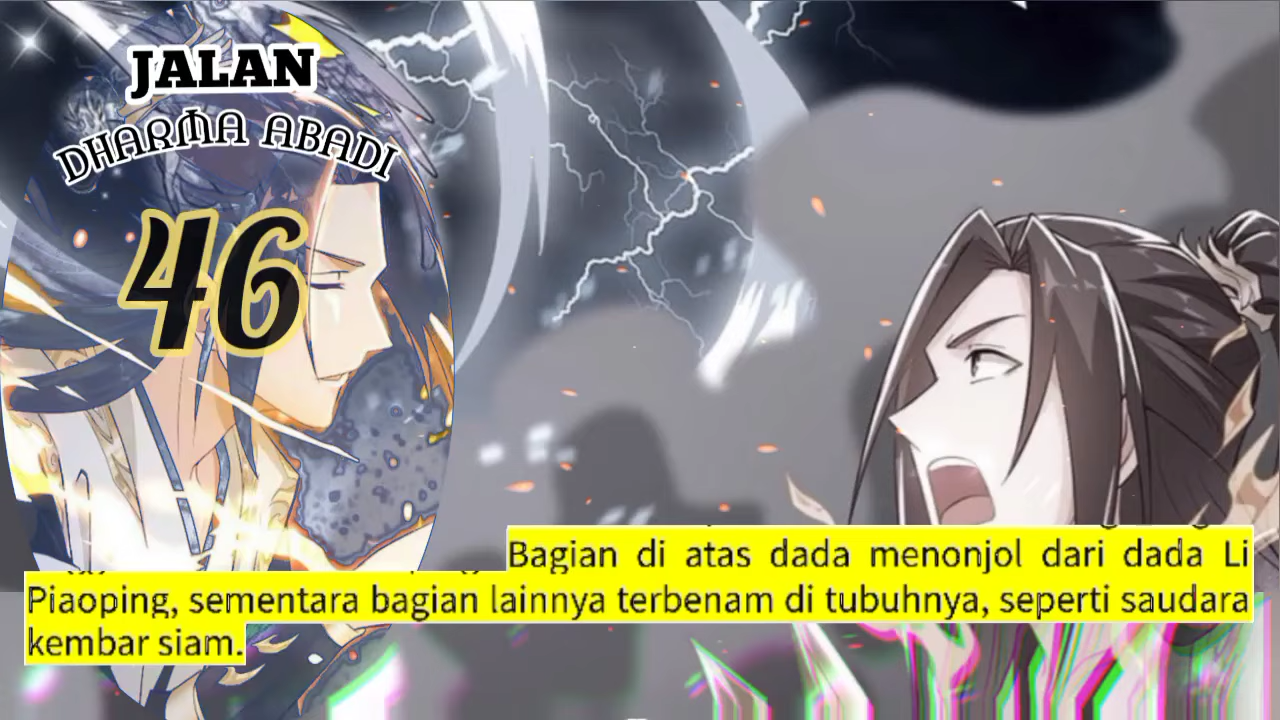 JALAN
DHARMA ABADI
46
Bagian di atas dada menonjol dari dada Li
Piaoping, sementara bagian lainnya terbenam di tubuhnya, seperti saudara
kembar siam.